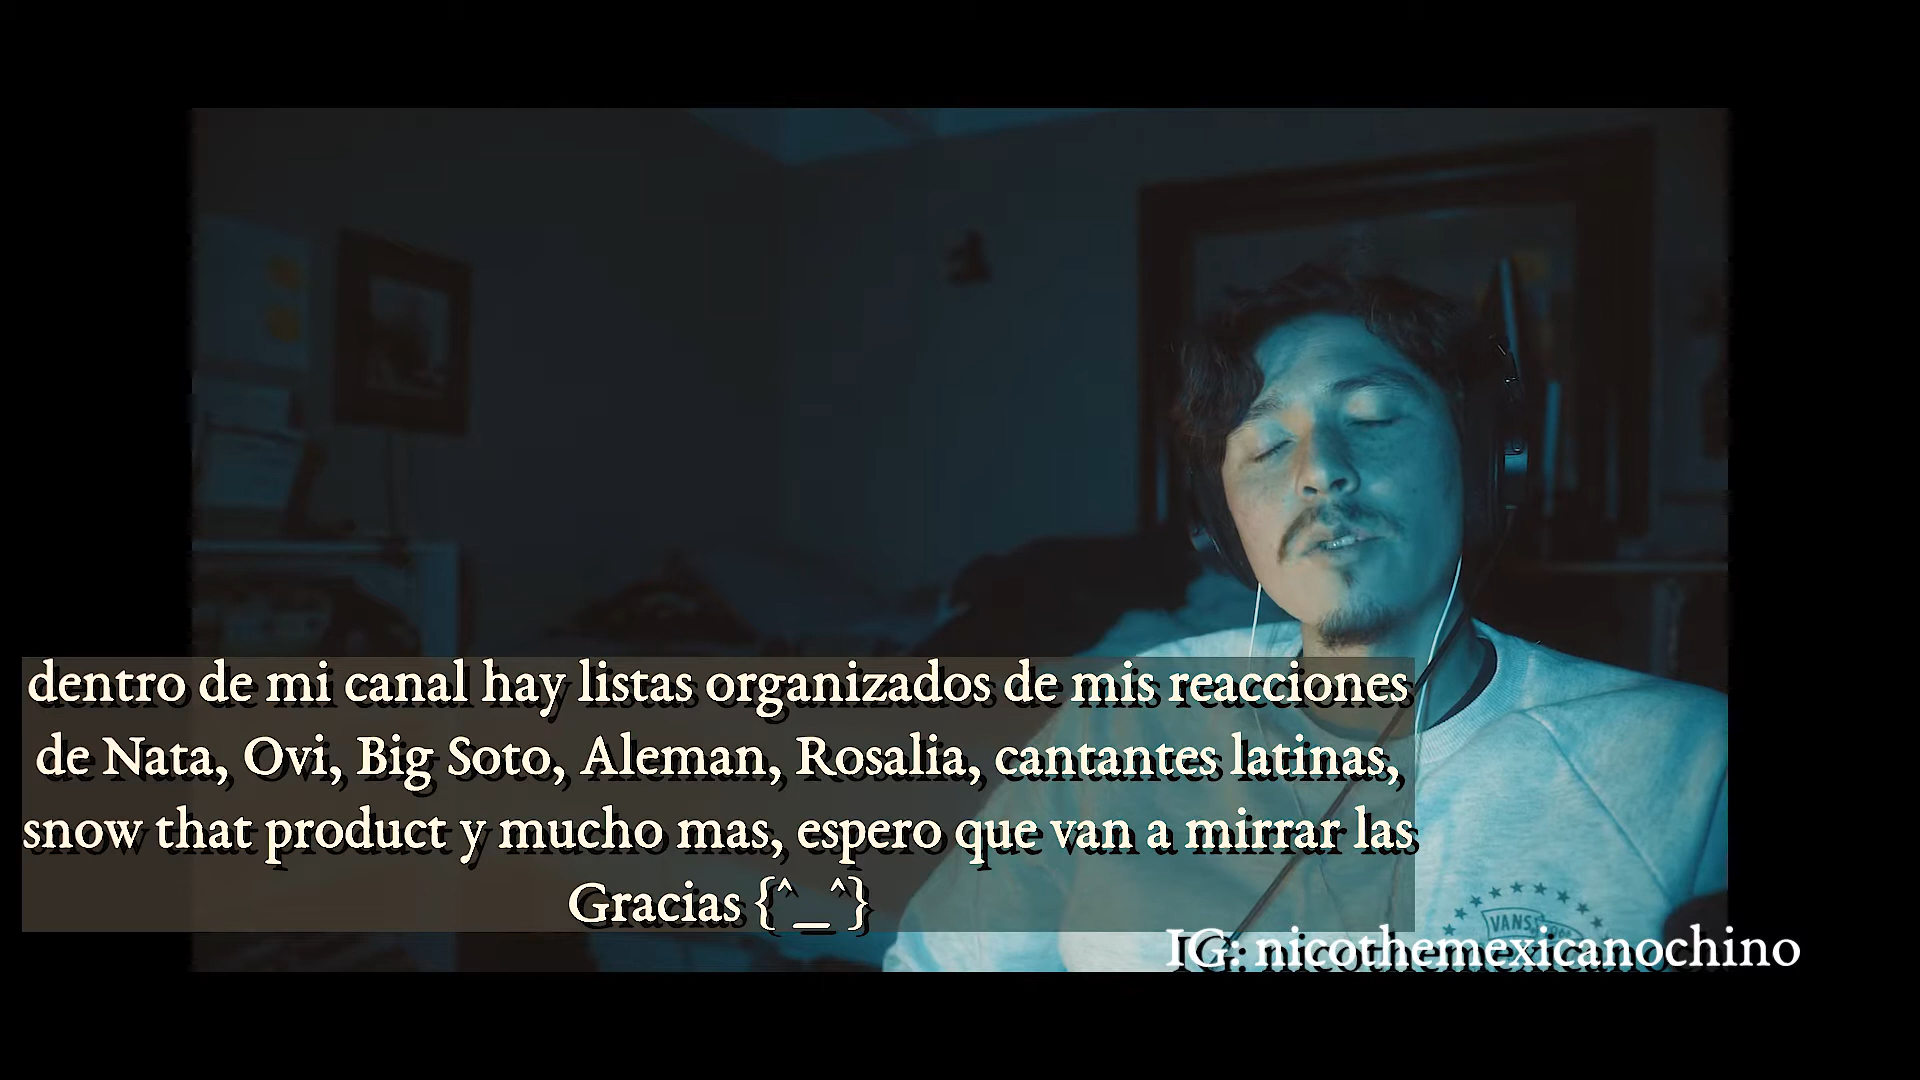 dentro de mi canal hay listas organizados de mis reacciones
de Nata, Ovi, Big Soto, Aleman, Rosalia, cantantes latinas,
snow that product y mucho mas, espero que van a mirrar las
Gracias {^_^}
VANS
IG: nicothemexicanochino